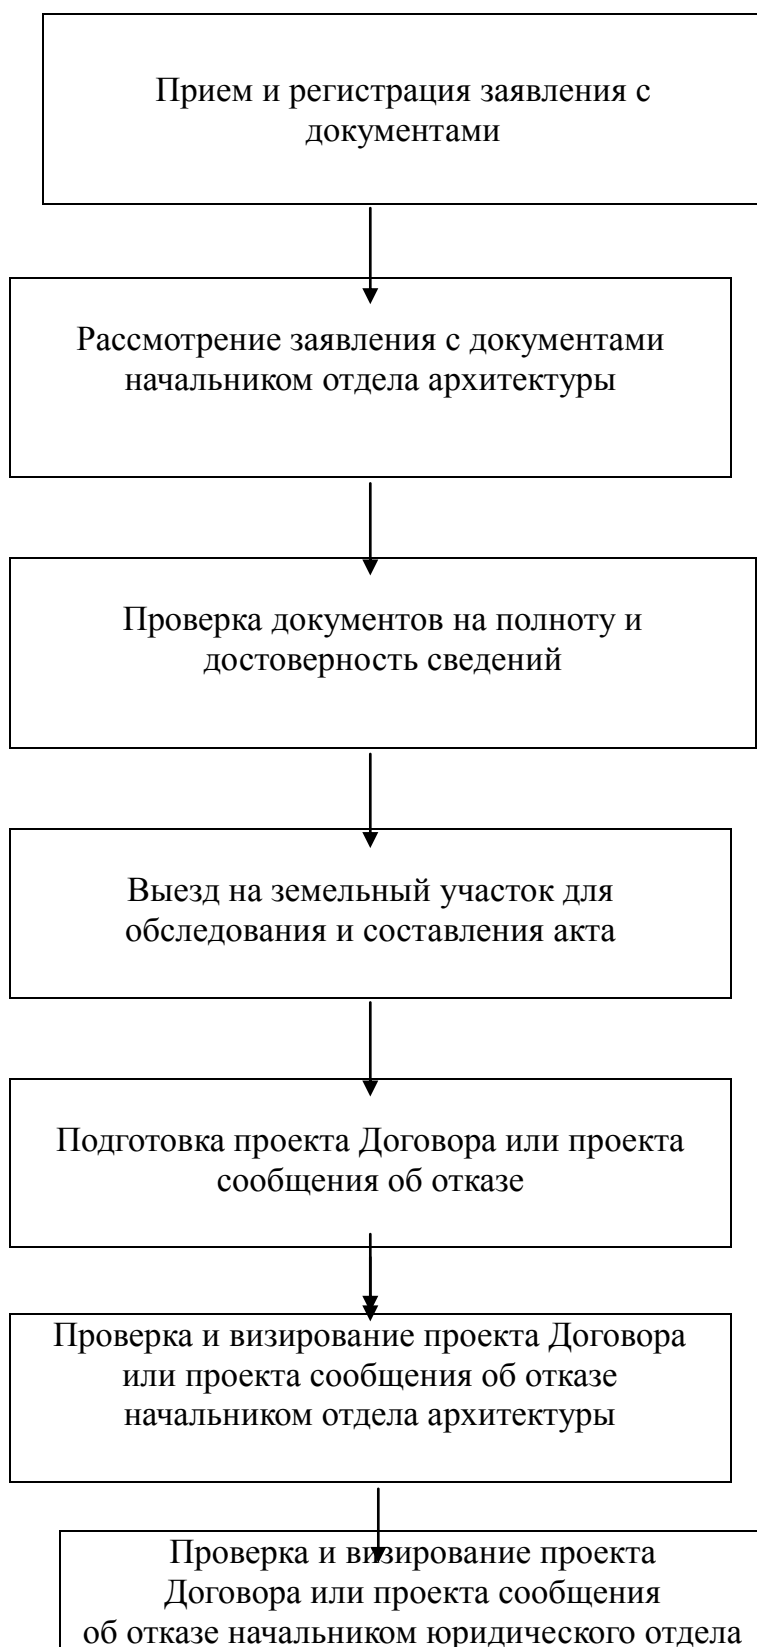 Прием и регистрация заявления с
документами
Рассмотрение заявления с документами
начальником отдела архитектуры
Проверка документов на полноту и
достоверность сведений
Выезд на земельный участок для
обследования и составления акта
Подготовка проекта Договора или проекта
сообщения об отказе
Проверка и визирование проекта Договора
или проекта сообщения об отказе
начальником отдела архитектуры
Проверка и визирование проекта
Договора или проекта сообщения
об отказе начальником юридического отдела